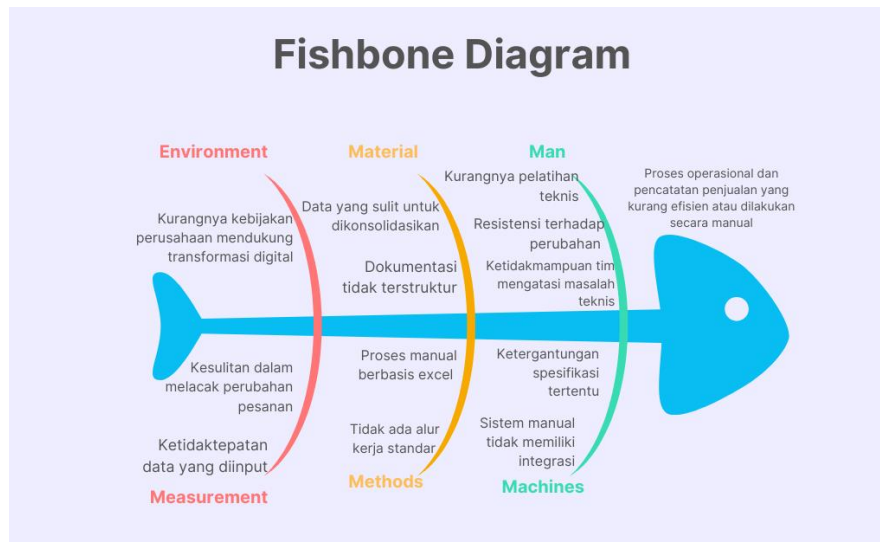 Fishbone Diagram
Environment
Kurangnya kebijakan
perusahaan mendukung
transformasi digital
Material
Data yang sulit untuk
dikonsolidasikan
Dokumentasi
tidak terstruktur
Man
Kurangnya pelatihan
teknis
Resistensi terhadap
perubahan
Ketidakmampuan tim
mengatasi masalah
teknis
Proses operasional dan
pencatatan penjualan yang
kurang efisien atau dilakukan
secara manual
Kesulitan dalam
melacak perubahan
pesanan
Ketidaktepatan
data yang diinput
Measurement
Proses manual
berbasis excel
Tidak ada alur
kerja standar
Methods
Ketergantungan
spesifikasi
tertentu
Sistem manual
tidak memiliki
integrasi
Machines